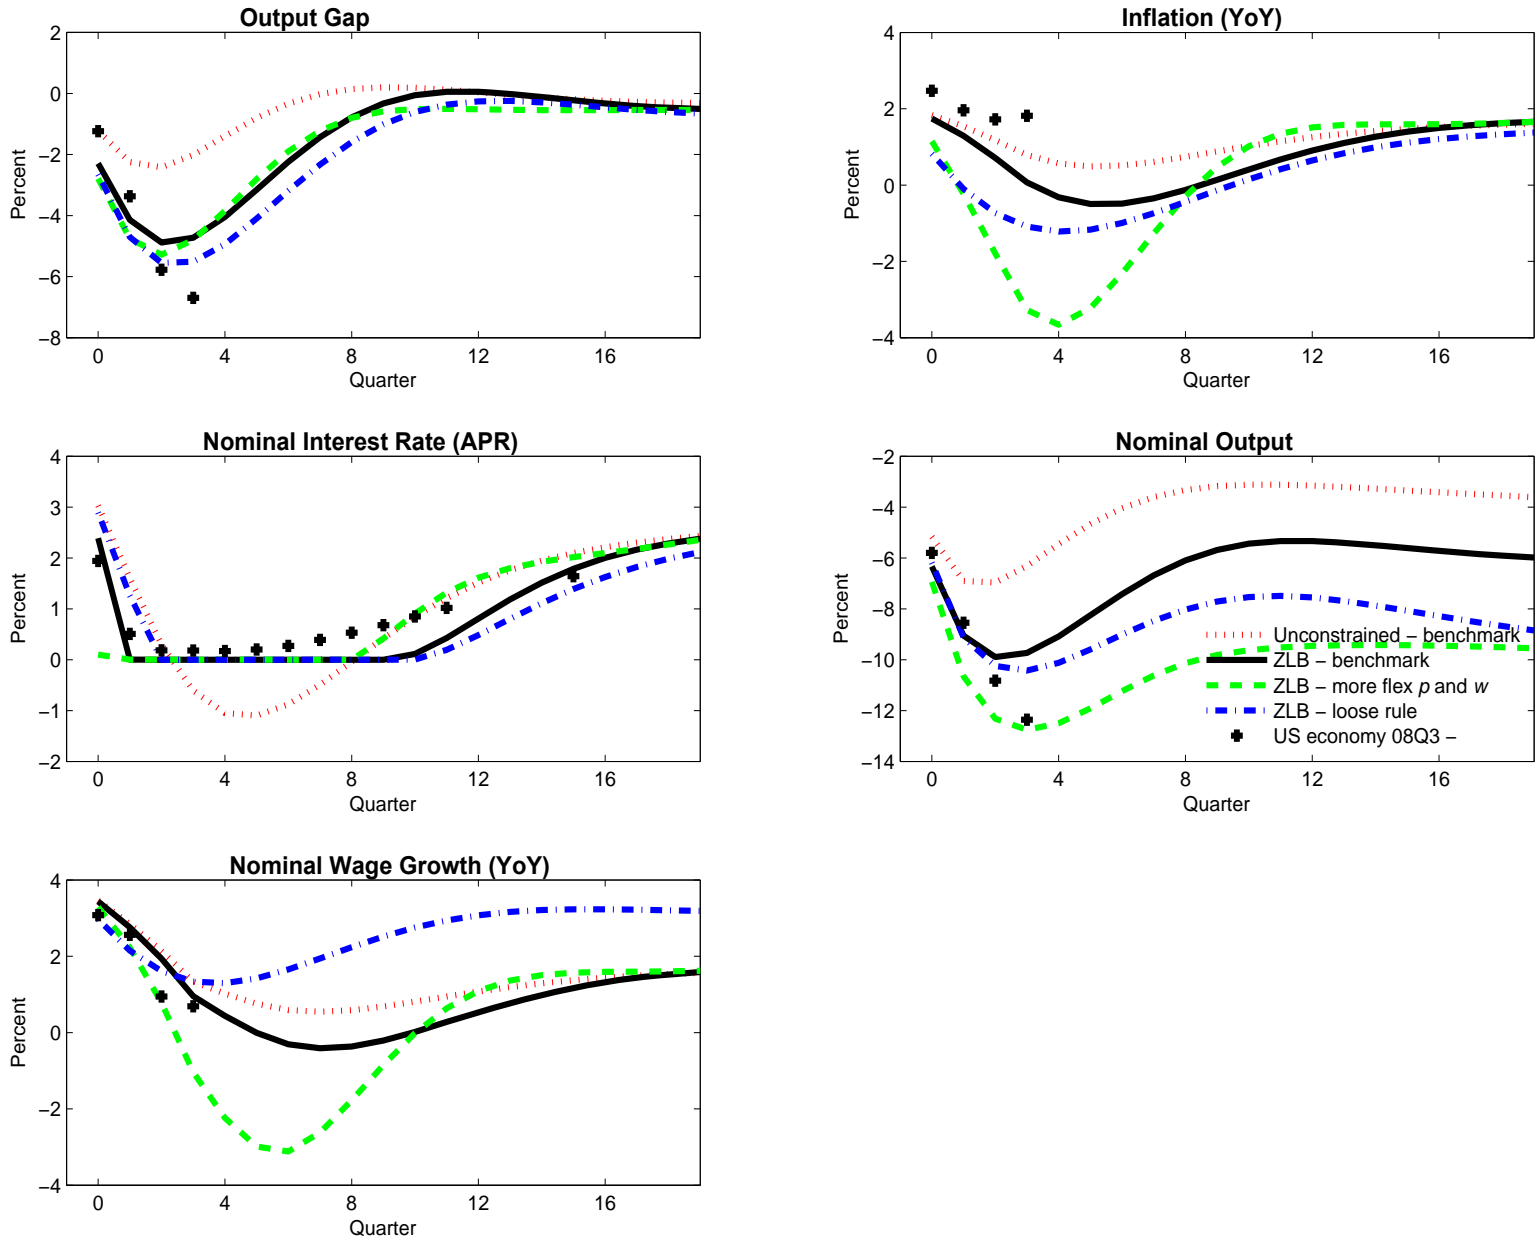 Output Gap
2
0
−2
−4
−6
−8
Percent
0 4 8 12 16
Quarter
Inflation (YoY)
4
2
0
−2
−4
Percent
0 4 8 12 16
Quarter
Nominal Interest Rate (APR)
4
3
2
1
0
−1
−2
Percent
0 4 8 12 16
Quarter
Nominal Output
−2
−4
−6
−8
−10
−12
−14
Percent
Unconstrained − benchmark
ZLB − benchmark
ZLB − more flex p and w
ZLB − loose rule
US economy 08Q3 −
0 4 8 12 16
Quarter
Nominal Wage Growth (YoY)
4
2
0
−2
−4
Percent
0 4 8 12 16
Quarter